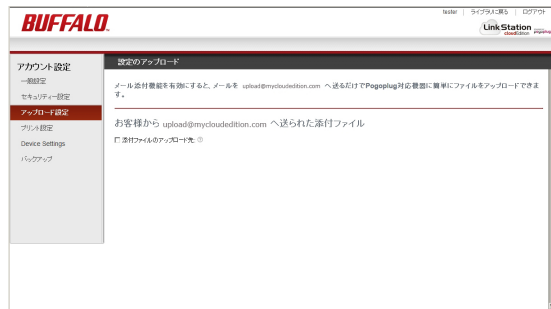 tester | ライブラリに戻る | ログアウト
BUFFALO
LinkStation
cloudEdition
アカウント設定
設定のアップロード
一般設定
メール添付機能を有効にすると、メールを upload@mycloudedition.com へ送るだけでPogoplug対応機器に簡単にファイルをアップロードできま
す。
セキュリティー設定
アップロード設定
お客様から upload@mycloudedition.com へ送られた添付ファイル
プリント設定
添付ファイルのアップロード先:
Device Settings
バックアップ